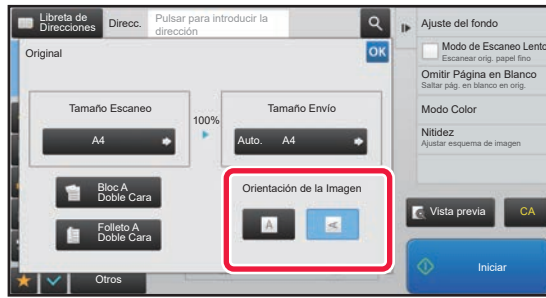 Libreta de
Direcciones
Direcc.
Pulsar para introducir la
dirección
Original
OK
Tamaño Escaneo
A4
100%
Tamaño Envío
Auto. A4
Bloc A
Doble Cara
Folleto A
Doble Cara
Orientación de la Imagen
A
A
Otros
Ajuste del fondo
Modo de Escaneo Lento
Escanear orig. papel fino
Omitir Página en Blanco
Saltar pág. en blanco en orig.
Modo Color
Nitidez
Ajustar esquema de imagen
Vista previa
CA
Iniciar